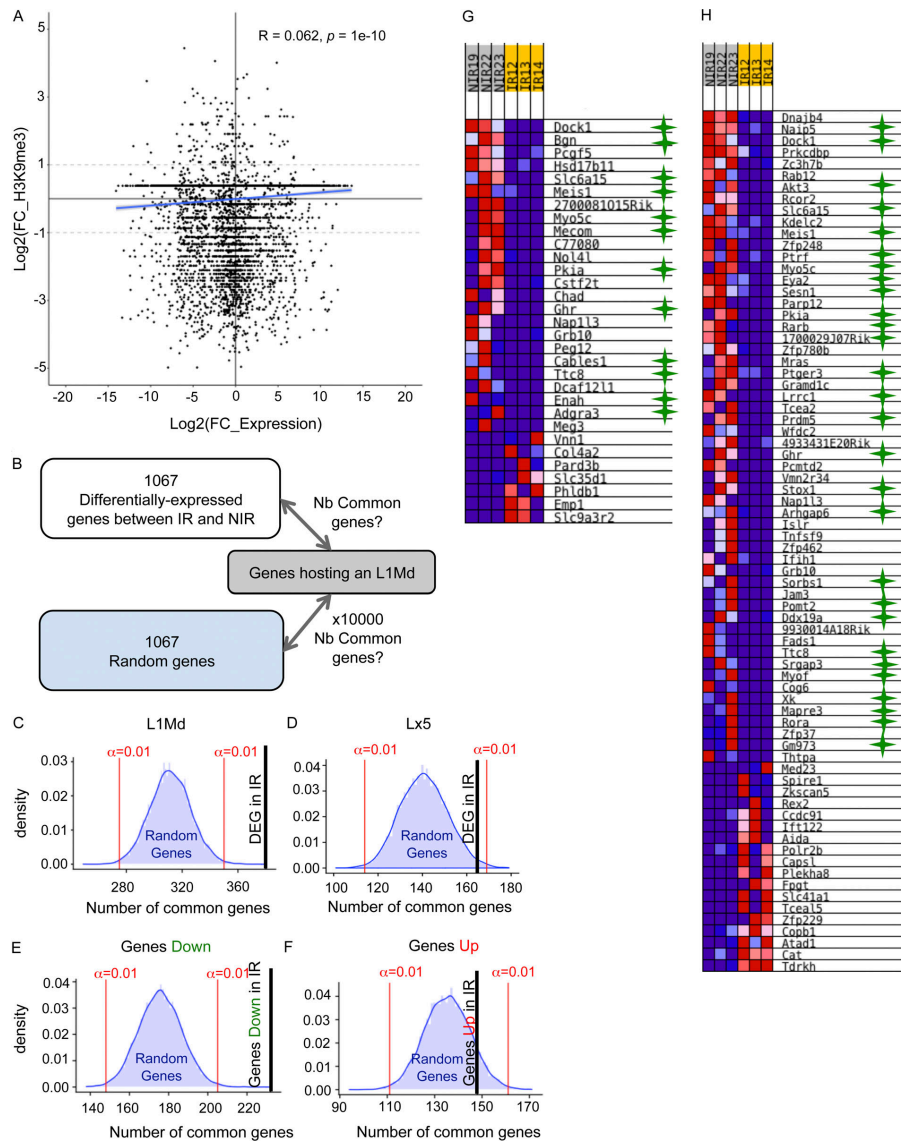 A
R = 0.062, p = 1e-10
Log2(FC_H3K9me3)
5
3
1
-1
-3
-5
-20 -15 -10 -5 0 5 10 15 20
Log2(FC_Expression)
B
1067
Differentially-expressed
genes between IR and NIR
Nb Common
genes?
Genes hosting an L1Md
1067
Random genes
x10000
Nb Common
genes?
C
L1Md
α=0.01
α=0.01
DEG in IR
Random
Genes
density
0.03
0.02
0.01
0.00
280 320 360
Number of common genes
D
Lx5
α=0.01
α=0.01
DEG in IR
Random
Genes
0.04
0.03
0.02
0.01
0.00
100 120 140 160 180
Number of common genes
E
Genes Down
α=0.01
α=0.01
Genes Down in IR
Random
Genes
density
0.04
0.03
0.02
0.01
0.00
140 160 180 200 220
Number of common genes
F
Genes Up
α=0.01
α=0.01
Genes Up in IR
Random
Genes
0.04
0.03
0.02
0.01
0.00
90 110 130 150 170
Number of common genes
G
NIR19 NIR22 NIR23 IR12 IR13 IR14
Dock1
Bgn
Pcgf5
Hsd17b11
Slc6a15
Meis1
2700081O15Rik
Myo5c
Mecom
C77080
Nol4l
Pkia
Cstf2t
Chad
Ghr
Nap1l3
Grb10
Peg12
Cables1
Ttc8
Dcaf12l1
Enah
Adgra3
Meg3
Vnn1
Col4a2
Pard3b
Slc35d1
Phldb1
Emp1
Slc9a3r2
H
NIR19 NIR22 NIR23 IR12 IR13 IR14
Dnajb4
Naip5
Dock1
Prkcdbp
Zc3h7b
Rab12
Akt3
Rcor2
Slc6a15
Kdelc2
Meis1
Zfp248
Ptrf
Myo5c
Eya2
Sesn1
Parp12
Pkia
Rarb
1700029J07Rik
Zfp780b
Mras
Ptger3
Gramd1c
Lrrc1
Tcea2
Prdm5
Wfdc2
4933431E20Rik
Ghr
Pcmtd2
Vmn2r34
Stox1
Nap1l3
Arhgap6
Islr
Tnfsf9
Zfp462
Ifih1
Grb10
Sorbs1
Jam3
Pomt2
Ddx19a
9930014A18Rik
Fads1
Ttc8
Srgap3
Myof
Cog6
Xk
Mapre3
Rora
Zfp37
Gm973
Thtpa
Med23
Spire1
Zkscan5
Rex2
Ccdc91
Ift122
Aida
Polr2b
Capsl
Plekha8
Fpgt
Slc41a1
Tceal5
Zfp229
Copb1
Atad1
Cat
Tdrkh